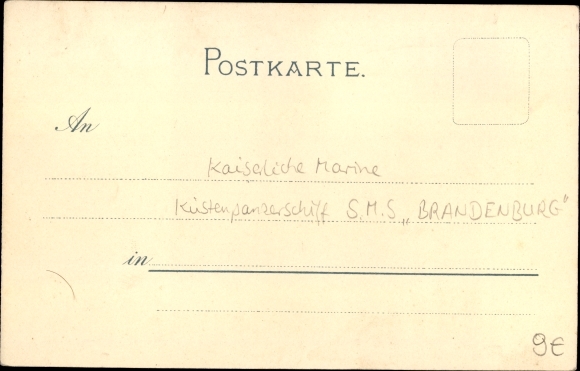 POSTKARTE.
An
Kaiserliche Marine
Küstenpanzerschiff S.M.S „BRANDENBURG"
in
9€